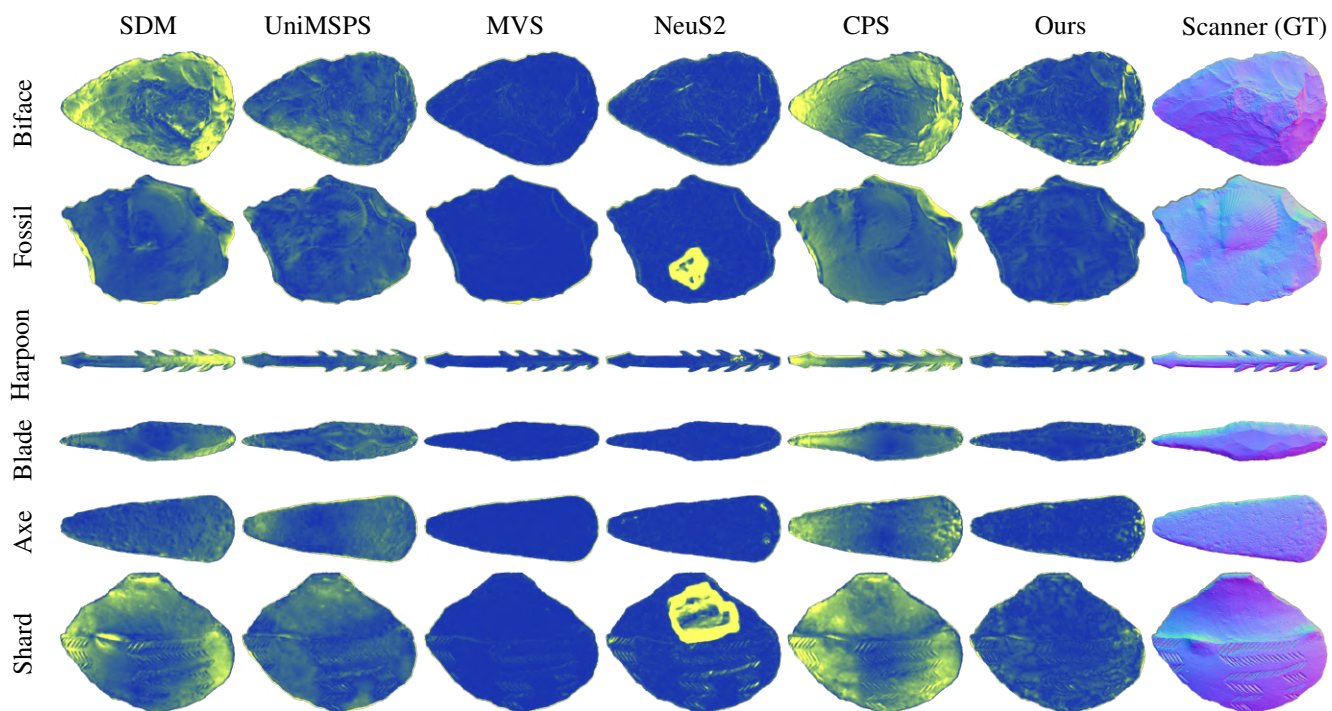 SDM UniMSPS MVS NeuS2 CPS Ours Scanner (GT)
Biface
Fossil
Harpoon
Blade
Axe
Shard